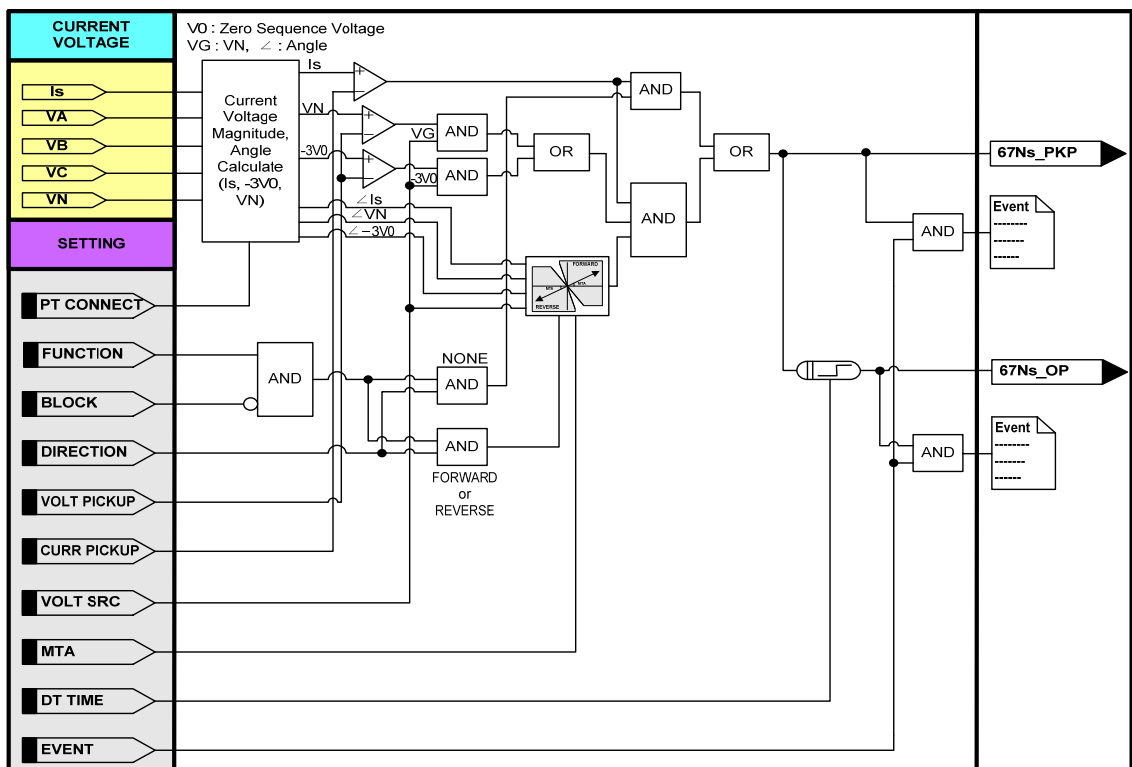 CURRENT
VOLTAGE
V0 : Zero Sequence Voltage
VG : VN, ∠ : Angle
Is
VA
VB
VC
VN
Current
Voltage
Magnitude,
Angle
Calculate
(Is, -3V0,
VN)
Is
VN
-3V0
∠Is
∠VN
∠-3V0
VG
-3V0
AND
AND
OR
AND
AND
OR
FORWARD
MTA
MTA
REVERSE
67Ns_PKP
AND
Event
SETTING
PT CONNECT
FUNCTION
BLOCK
DIRECTION
VOLT PICKUP
CURR PICKUP
VOLT SRC
MTA
DT TIME
EVENT
AND
NONE
AND
AND
FORWARD
or
REVERSE
67Ns_OP
AND
Event